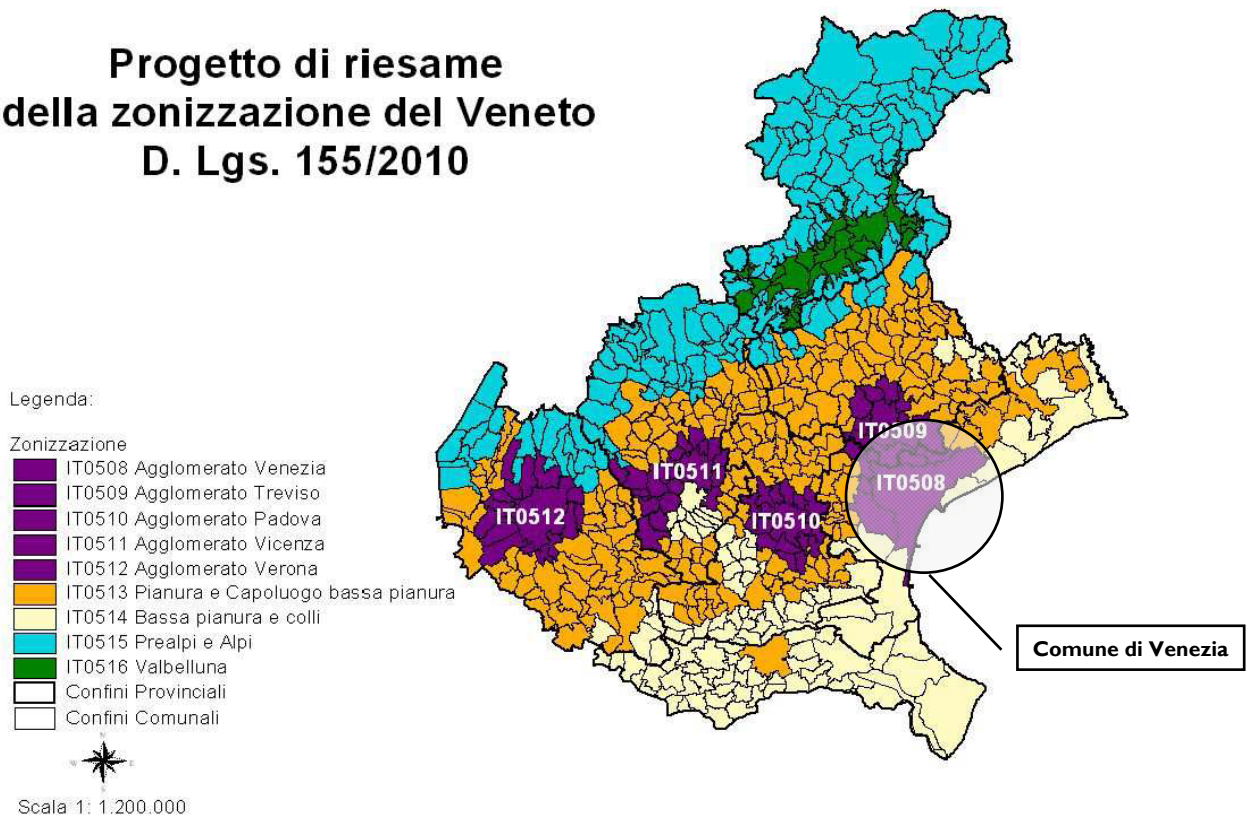 Progetto di riesame
della zonizzazione del Veneto
D. Lgs. 155/2010
Legenda:
Zonizzazione
IT0508 Agglomerato Venezia
IT0509 Agglomerato Treviso
IT0510 Agglomerato Padova
IT0511 Agglomerato Vicenza
IT0512 Agglomerato Verona
IT0513 Pianura e Capoluogo bassa pianura
IT0514 Bassa pianura e colli
IT0515 Prealpi e Alpi
IT0516 Valbelluna
Confini Provinciali
Confini Comunali
N
W E
S
Scala 1: 1.200.000
IT0509
IT0511
IT0508
IT0512
IT0510
Comune di Venezia